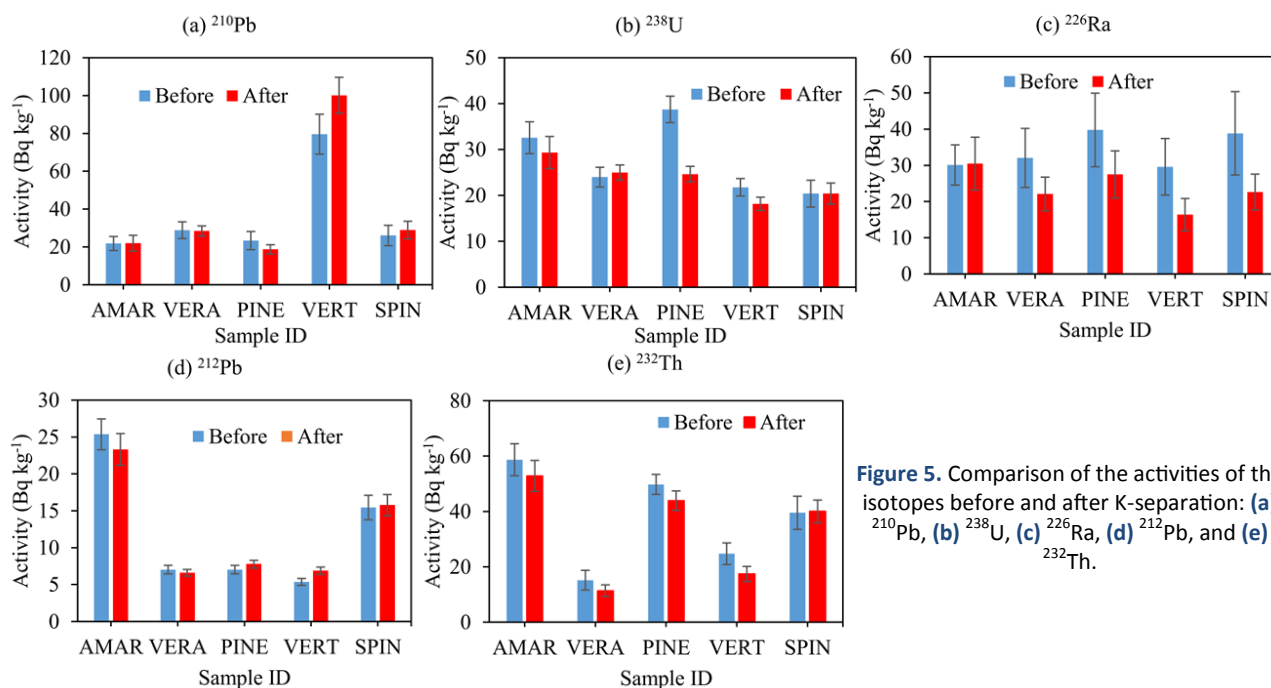 (a) ²¹⁰Pb
120
100
80
60
40
20
0
Activity (Bq kg⁻¹)
Before After
AMAR VERA PINE VERT SPIN
Sample ID
(b) ²³⁸U
50
40
30
20
10
0
Activity (Bq kg⁻¹)
Before After
AMAR VERA PINE VERT SPIN
Sample ID
(c) ²²⁶Ra
60
50
40
30
20
10
0
Activity (Bq kg⁻¹)
Before After
AMAR VERA PINE VERT SPIN
Sample ID
(d) ²¹²Pb
30
25
20
15
10
5
0
Activity (Bq kg⁻¹)
Before After
AMAR VERA PINE VERT SPIN
Sample ID
(e) ²³²Th
80
60
40
20
0
Activity (Bq kg⁻¹)
Before After
AMAR VERA PINE VERT SPIN
Sample ID
Figure 5. Comparison of the activities of th
isotopes before and after K-separation: (a
²¹⁰Pb, (b) ²³⁸U, (c) ²²⁶Ra, (d) ²¹²Pb, and (e)
²³²Th.